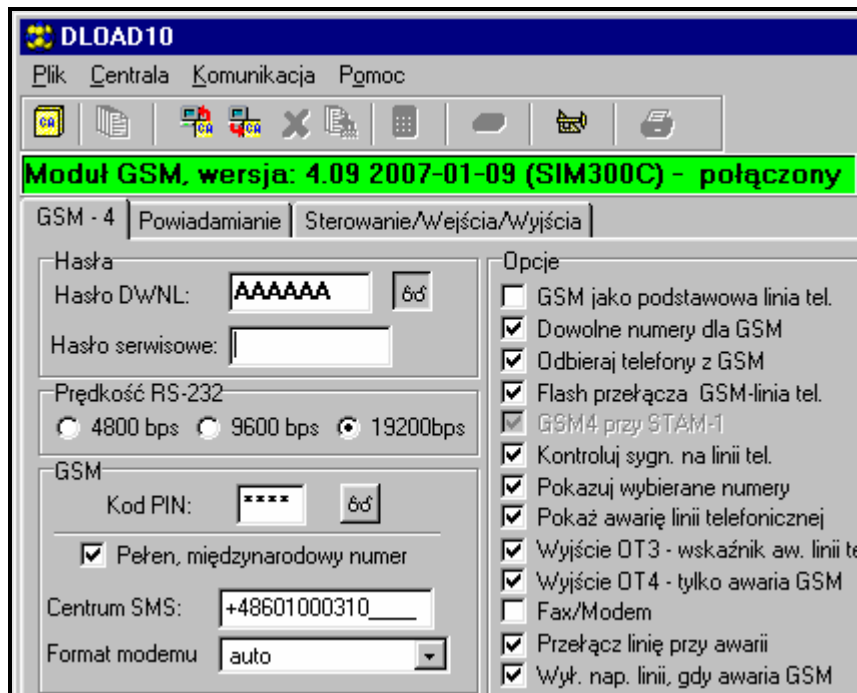 DLOAD10
Plik Centrala Komunikacja Pomoc
CA CA CA
Moduł GSM, wersja: 4.09 2007-01-09 (SIM300C) - połączony
GSM - 4 Powiadamianie Sterowanie/Wejścia/Wyjścia
Hasła
Hasło DWNL: AAAAAA
Hasło serwisowe:
Prędkość RS-232
4800 bps 9600 bps 19200bps
GSM
Kod PIN: ****
Pełen, międzynarodowy numer
Centrum SMS: +48601000310____
Format modemu auto
Opcje
GSM jako podstawowa linia tel.
Dowolne numery dla GSM
Odbieraj telefony z GSM
Flash przełącza GSM-linia tel.
GSM4 przy STAM-1
Kontroluj sygn. na linii tel.
Pokazuj wybierane numery
Pokaż awarię linii telefonicznej
Wyjście OT3 - wskaźnik aw. linii te
Wyjście OT4 - tylko awaria GSM
Fax/Modem
Przełącz linię przy awarii
Wył. nap. linii, gdy awaria GSM